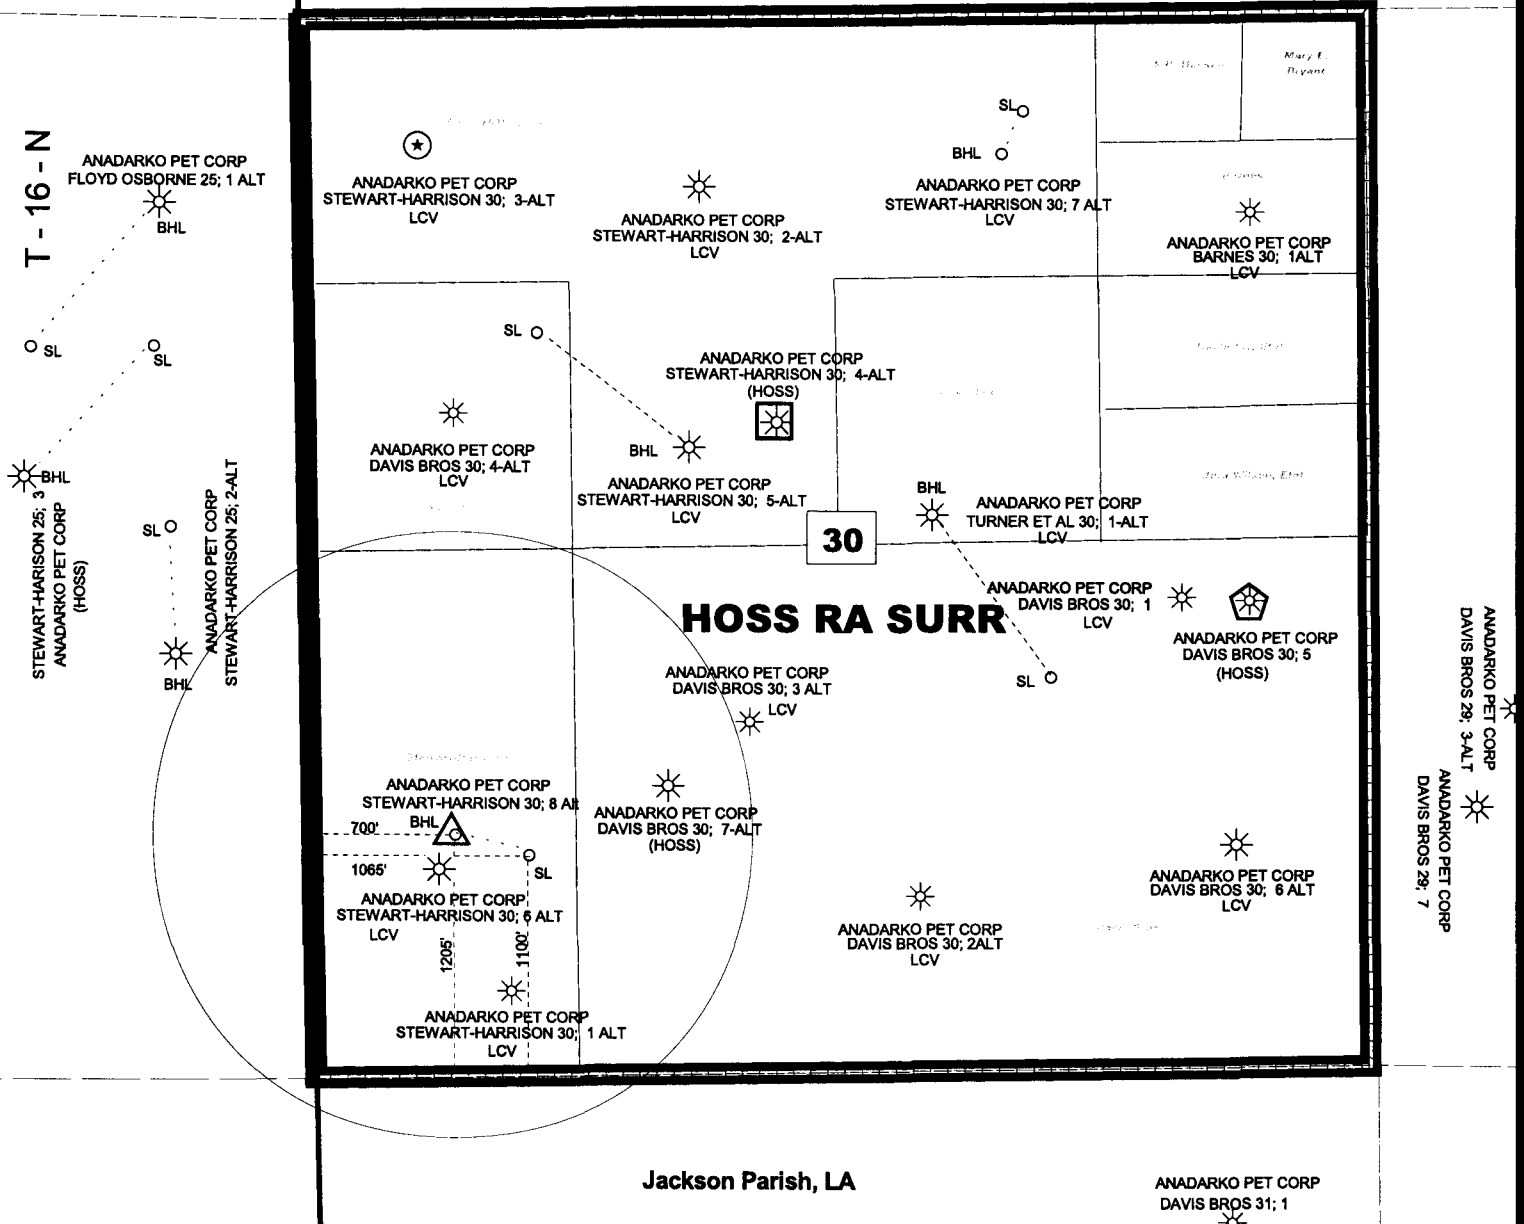 T - 16 - N
ANADARKO PET CORP
FLOYD OSBORNE 25; 1 ALT
BHL
SL
SL
BHL
STEWART-HARISON 25; 3
ANADARKO PET CORP
(HOSS)
SL
BHL
ANADARKO PET CORP
STEWART-HARRISON 25; 2-ALT
ANADARKO PET CORP
STEWART-HARRISON 30; 3-ALT
LCV
ANADARKO PET CORP
STEWART-HARRISON 30; 2-ALT
LCV
SL
BHL
ANADARKO PET CORP
STEWART-HARRISON 30; 7 ALT
LCV
Mary E.
Bryant
ANADARKO PET CORP
BARNES 30; 1ALT
LCV
SL
ANADARKO PET CORP
STEWART-HARRISON 30; 4-ALT
(HOSS)
ANADARKO PET CORP
DAVIS BROS 30; 4-ALT
LCV
BHL
ANADARKO PET CORP
STEWART-HARRISON 30; 5-ALT
LCV
BHL
ANADARKO PET CORP
TURNER ET AL 30; 1-ALT
LCV
30
HOSS RA SURR
ANADARKO PET CORP
DAVIS BROS 30; 1
LCV
ANADARKO PET CORP
DAVIS BROS 30; 5
(HOSS)
SL
ANADARKO PET CORP
DAVIS BROS 30; 3 ALT
LCV
ANADARKO PET CORP
DAVIS BROS 29; 3-ALT
ANADARKO PET CORP
DAVIS BROS 29; 7
ANADARKO PET CORP
STEWART-HARRISON 30; 8 Alt
BHL
700'
1065'
SL
ANADARKO PET CORP
DAVIS BROS 30; 7-ALT
(HOSS)
ANADARKO PET CORP
STEWART-HARRISON 30; 6 ALT
LCV
1205'
1100'
ANADARKO PET CORP
DAVIS BROS 30; 2ALT
LCV
ANADARKO PET CORP
DAVIS BROS 30; 6 ALT
LCV
ANADARKO PET CORP
STEWART-HARRISON 30; 1 ALT
LCV
Jackson Parish, LA
ANADARKO PET CORP
DAVIS BROS 31; 1